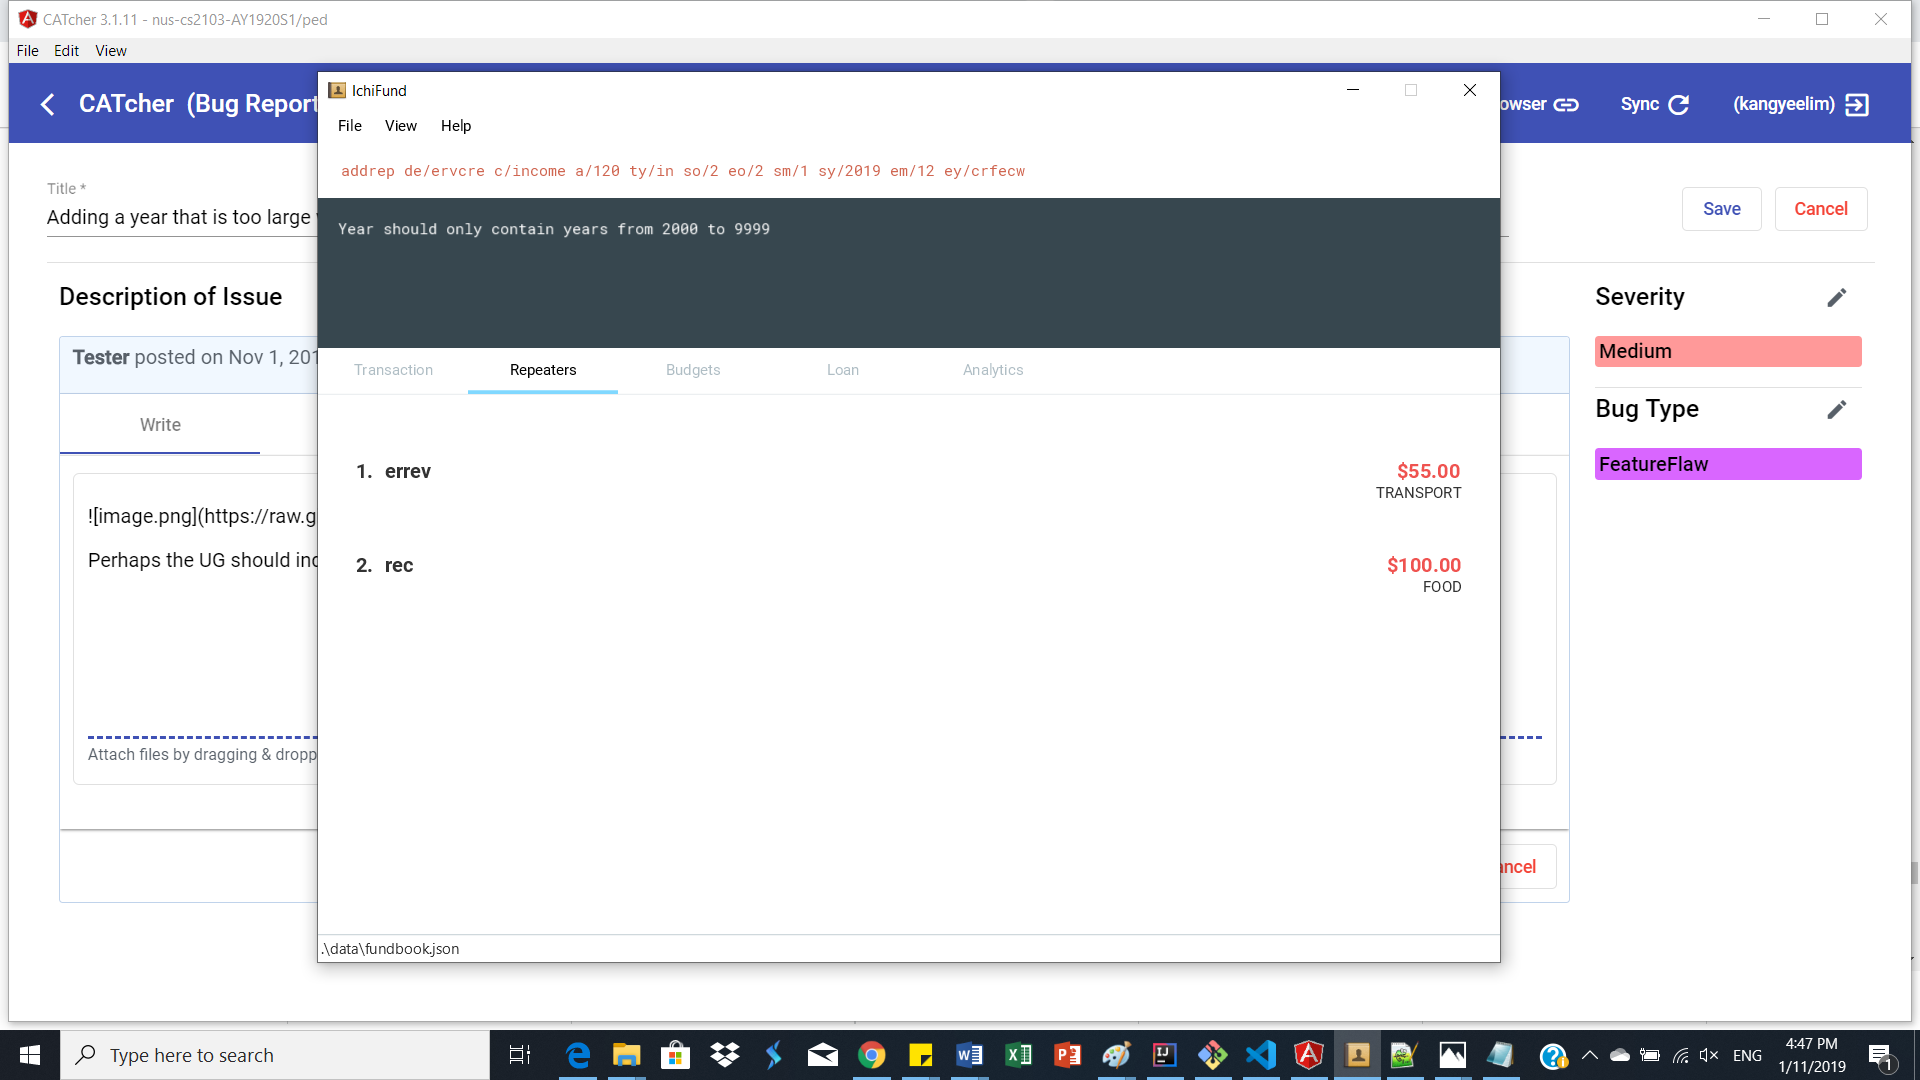 CATcher 3.1.11 - nus-cs2103-AY1920S1/ped
File Edit View
CATcher (Bug Report
owser
Sync
(kangyeelim)
IchiFund
File View Help
addrep de/ervcre c/income a/120 ty/in so/2 eo/2 sm/1 sy/2019 em/12 ey/crfecw
Year should only contain years from 2000 to 9999
Title *
Adding a year that is too large
Save
Cancel
Description of Issue
Severity
Tester posted on Nov 1, 201
Medium
Transaction Repeaters Budgets Loan Analytics
Bug Type
Write
FeatureFlaw
1. errev $55.00
TRANSPORT
![image.png](https://raw.g
Perhaps the UG should inc
2. rec $100.00
FOOD
Attach files by dragging & dropp
ancel
.\data\fundbook.json
Type here to search
ENG
4:47 PM
1/11/2019
1